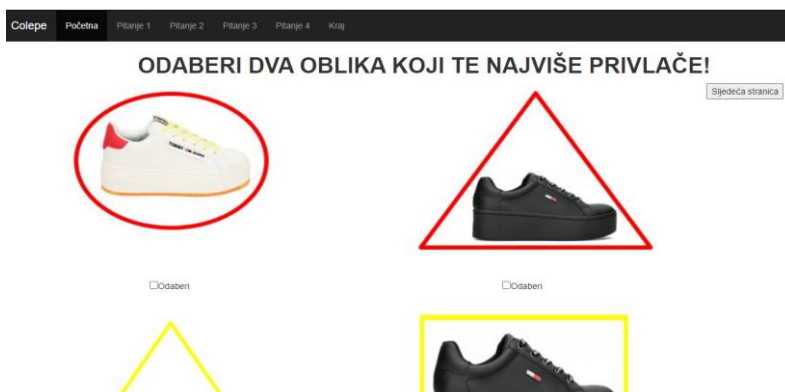 Colepe Početna Pitanje 1 Pitanje 2 Pitanje 3 Pitanje 4 Kraj
ODABERI DVA OBLIKA KOJI TE NAJVIŠE PRIVLAČE!
Sljedeća stranica
Odaberi Odaberi